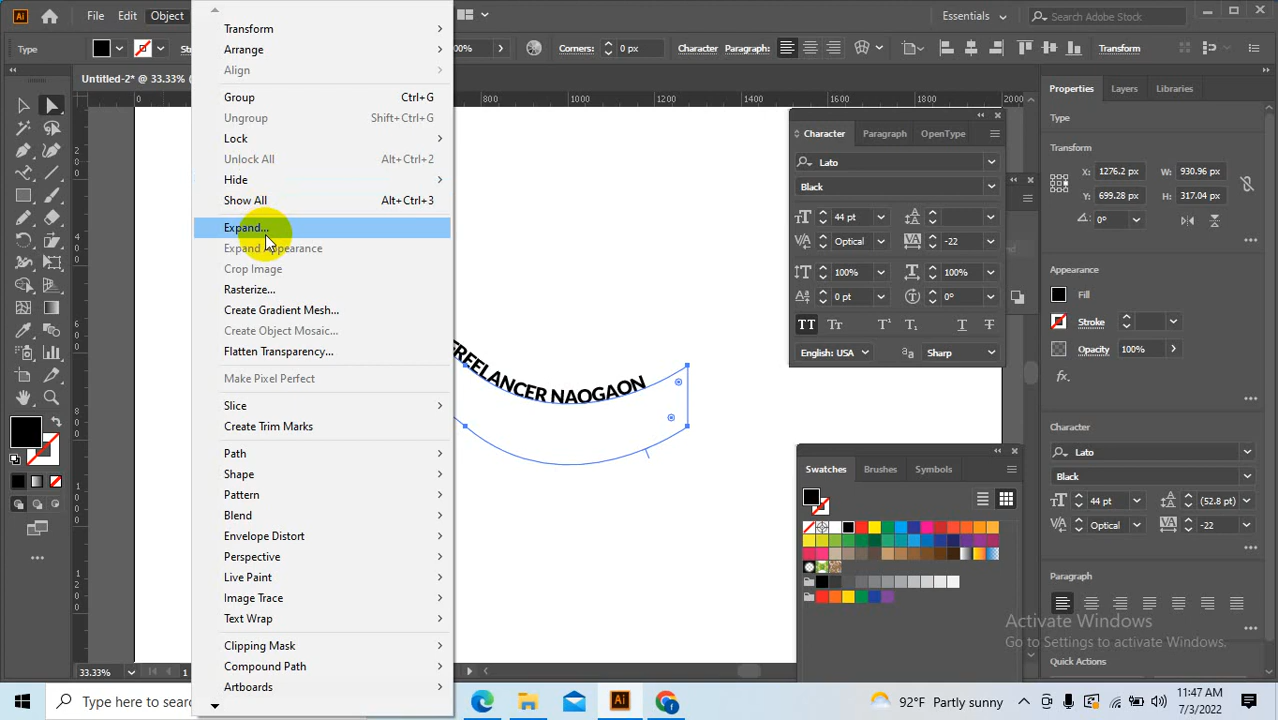 Ai File Edit Object Essentials Search Adobe Stock
Type 00% Corners: 0 px Character Paragraph: Transform
Untitled-2* @ 33.33%
0 800 1000 1200 1400 1600 1800 2000
Transform
Arrange
Align
Group Ctrl+G
Ungroup Shift+Ctrl+G
Lock
Unlock All Alt+Ctrl+2
Hide
Show All Alt+Ctrl+3
Expand...
Expand Appearance
Crop Image
Rasterize...
Create Gradient Mesh...
Create Object Mosaic...
Flatten Transparency...
Make Pixel Perfect
Slice
Create Trim Marks
Path
Shape
Pattern
Blend
Envelope Distort
Perspective
Live Paint
Image Trace
Text Wrap
Clipping Mask
Compound Path
Artboards
FREELANCER NAOGAON
Character Paragraph OpenType
Lato
Black
44 pt
Optical -22
100% 100%
0 pt 0°
English: USA Sharp
Swatches Brushes Symbols
Properties Layers Libraries
Type
Transform
X: 1276.2 px W: 930.96 px
Y: 699.28 px H: 317.04 px
0°
Appearance
Fill
Stroke
Opacity 100%
fx.
Character
Lato
Black
44 pt (52.8 pt)
Optical -22
Paragraph
Activate Windows
Go to Settings to activate Windows.
Quick Actions
33.33% 1
Type here to search Ai 92°F Partly sunny 11:47 AM
7/3/2022